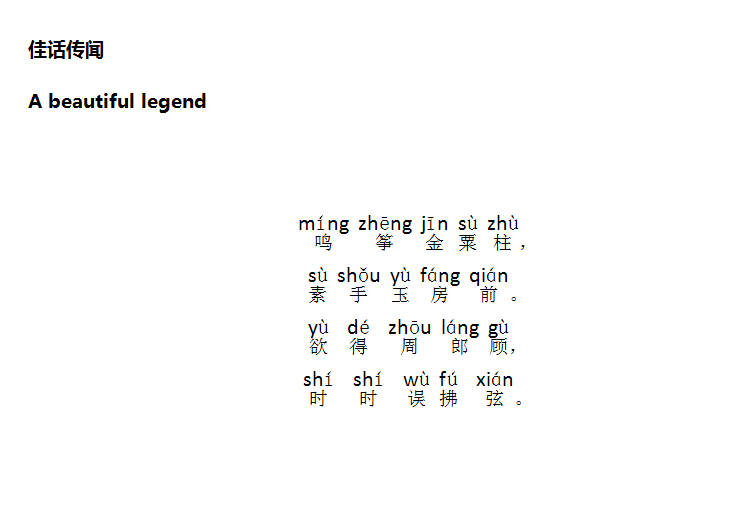 佳话传闻
A beautiful legend
míng zhēng jīn sù zhù
鸣 筝 金 粟 柱，
sù shǒu yù fáng qián
素 手 玉 房 前 。
yù dé zhōu láng gù
欲 得 周 郎 顾，
shí shí wù fú xián
时 时 误 拂 弦 。